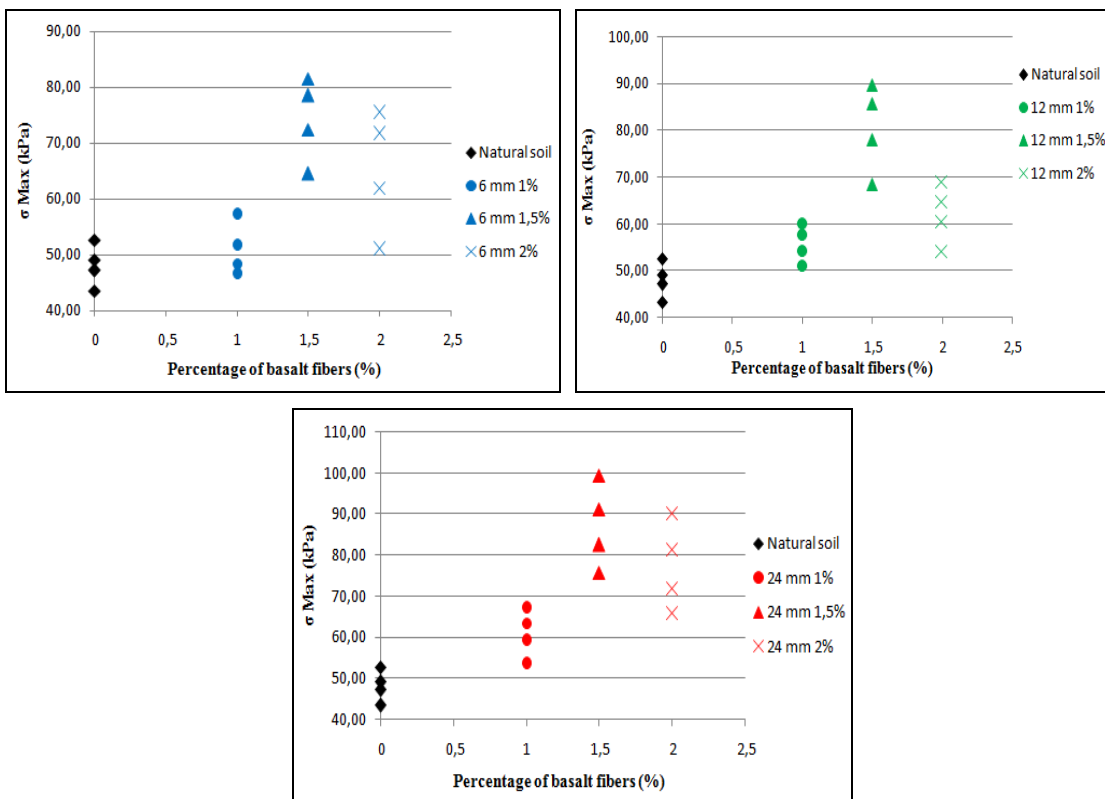 90,00
80,00
70,00
60,00
50,00
40,00
σ Max (kPa)
0 0,5 1 1,5 2 2,5
Percentage of basalt fibers (%)
Natural soil
6 mm 1%
6 mm 1,5%
6 mm 2%
100,00
90,00
80,00
70,00
60,00
50,00
40,00
σ Max (kPa)
0 0,5 1 1,5 2 2,5
Percentage of basalt fibers (%)
Natural soil
12 mm 1%
12 mm 1,5%
12 mm 2%
110,00
100,00
90,00
80,00
70,00
60,00
50,00
40,00
σ Max (kPa)
0 0,5 1 1,5 2 2,5
Percentage of basalt fibers (%)
Natural soil
24 mm 1%
24 mm 1,5%
24 mm 2%